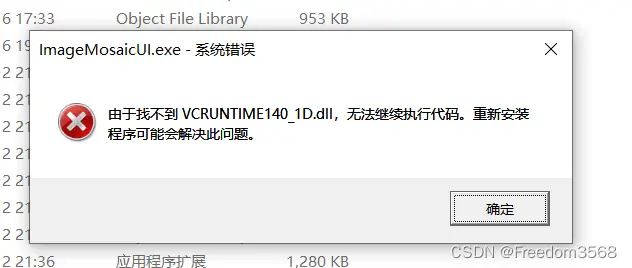 6 17:33 Object File Library 953 KB
ImageMosaicUI.exe - 系统错误
由于找不到 VCRUNTIME140_1D.dll，无法继续执行代码。重新安装
程序可能会解决此问题。
确定
2 21:36 应用程序扩展 1,280 KB
CSDN @Freedom3568